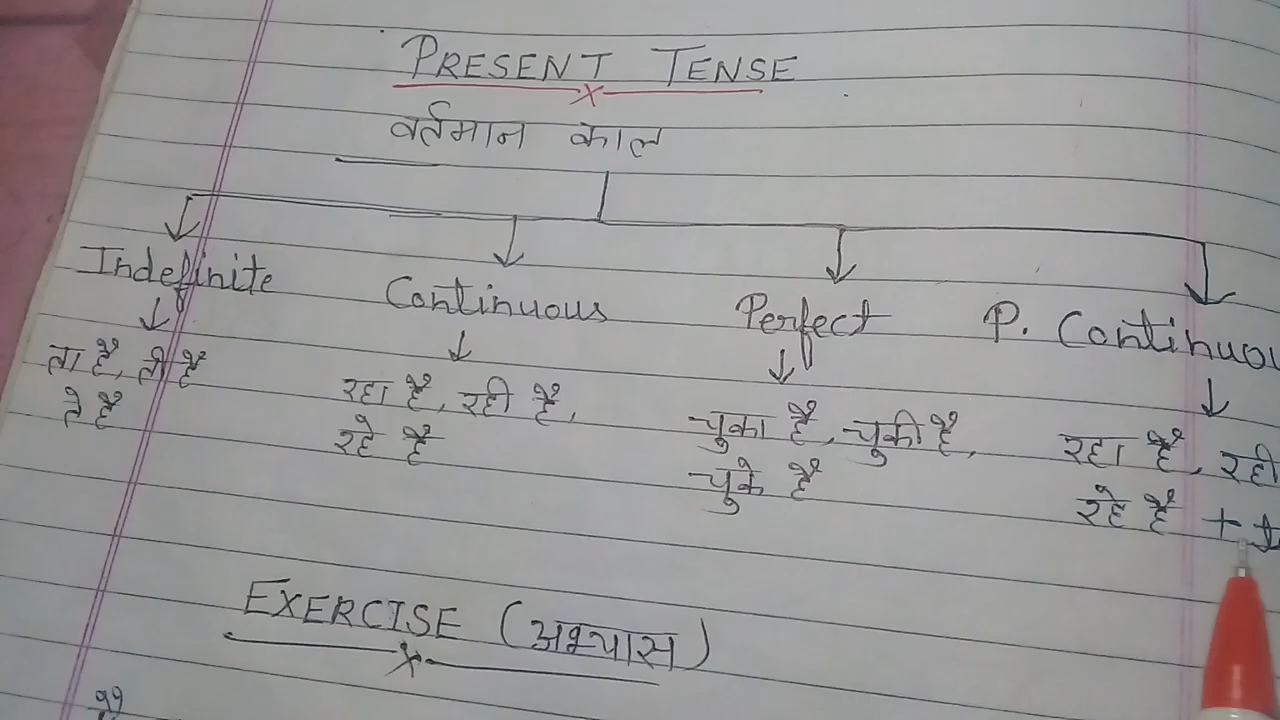 PRESENT TENSE
वर्तमान काल
Indefinite
ता है, ती है
ते हैं
Continuous
रहा है, रही है,
रहे हैं
Perfect
चुका है, चुकी है,
चुके हैं
P. Continuou
रहा है, रही
रहे हैं +
EXERCISE (अभ्यास)